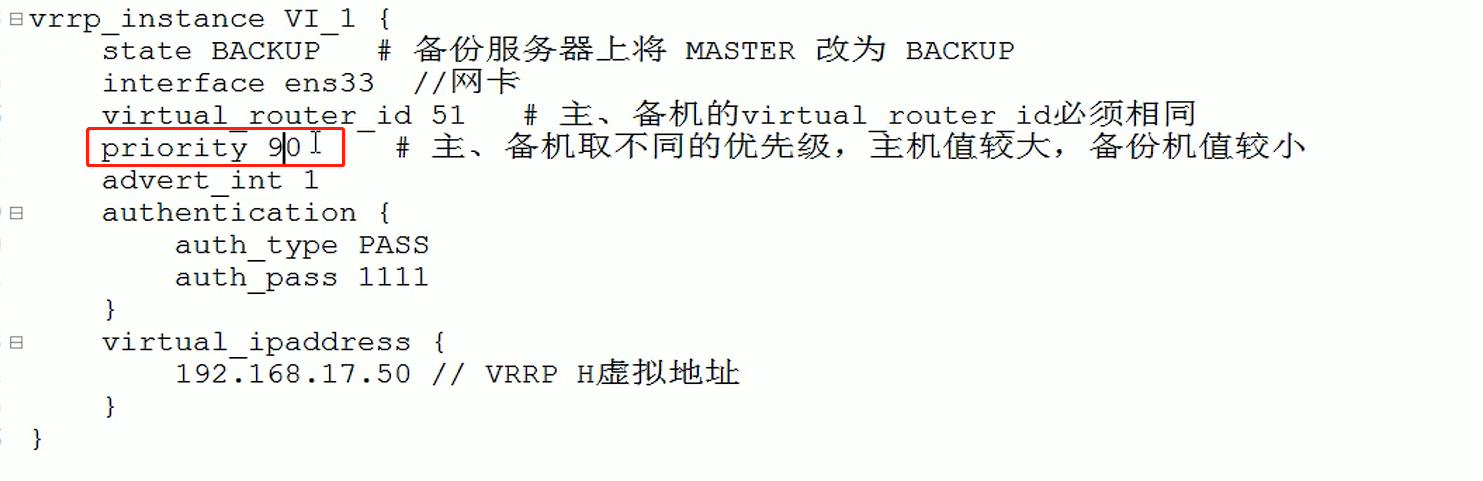 vrrp_instance VI_1 {
state BACKUP # 备份服务器上将 MASTER 改为 BACKUP
interface ens33 //网卡
virtual_router_id 51 # 主、备机的virtual_router_id必须相同
priority 90 # 主、备机取不同的优先级，主机值较大，备份机值较小
advert_int 1
authentication {
auth_type PASS
auth_pass 1111
}
virtual_ipaddress {
192.168.17.50 // VRRP H虚拟地址
}
}